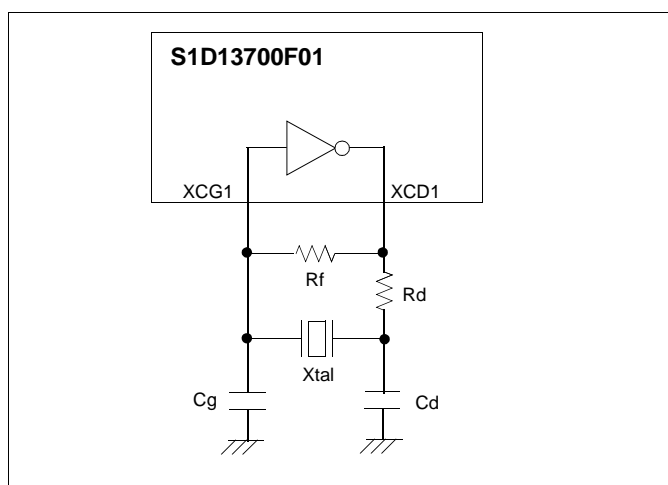 S1D13700F01
XCG1
XCD1
Rf
Rd
Xtal
Cg
Cd